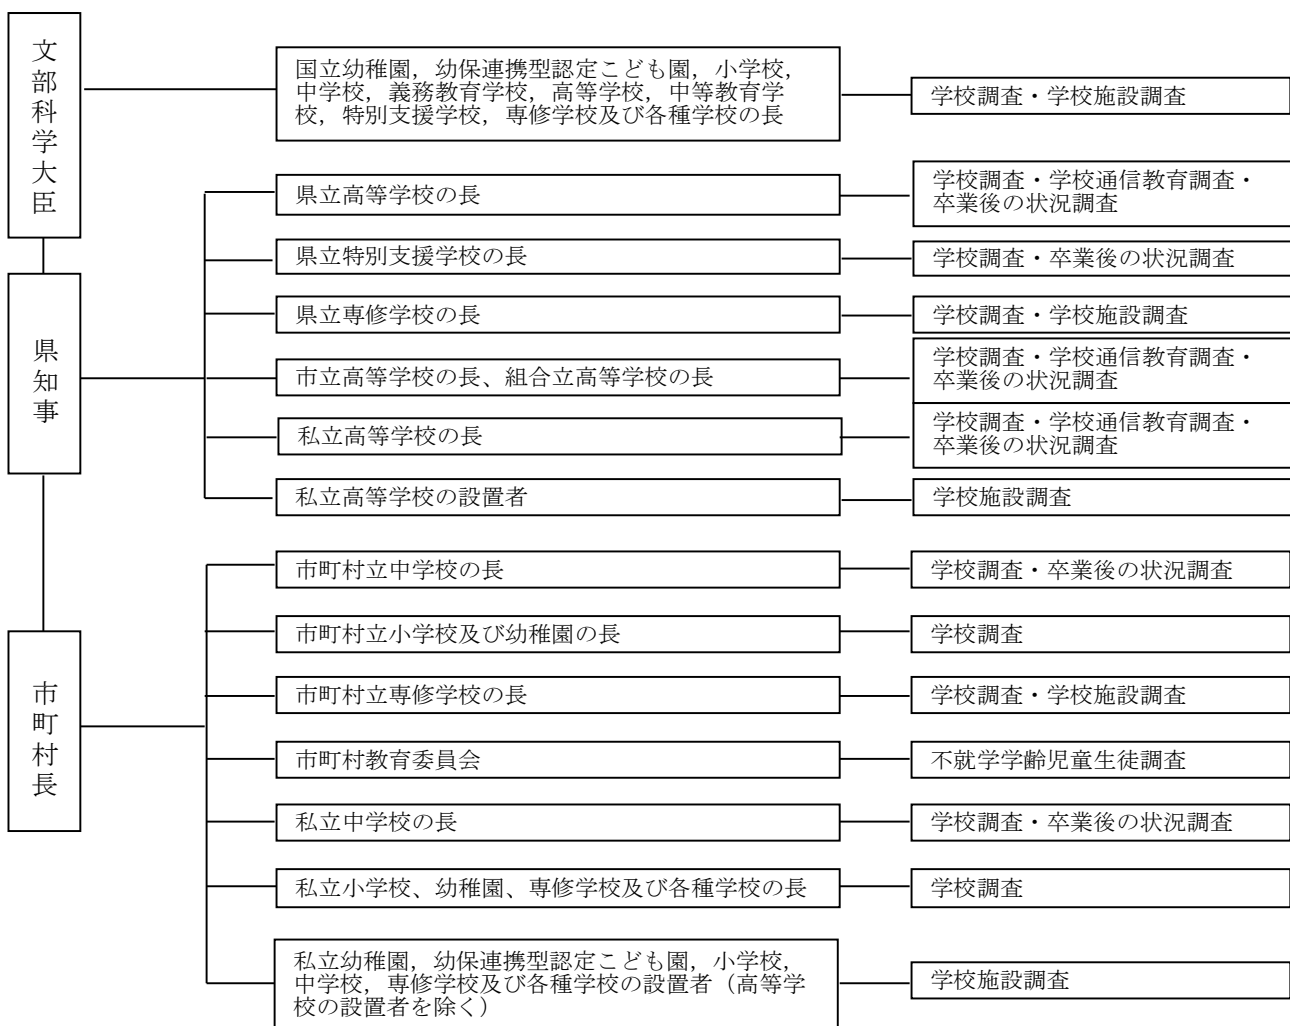 文部科学大臣
国立幼稚園，幼保連携型認定こども園，小学校，
中学校，義務教育学校，高等学校，中等教育学
校，特別支援学校，専修学校及び各種学校の長
学校調査・学校施設調査
県知事
県立高等学校の長
学校調査・学校通信教育調査・
卒業後の状況調査
県立特別支援学校の長
学校調査・卒業後の状況調査
県立専修学校の長
学校調査・学校施設調査
市立高等学校の長、組合立高等学校の長
学校調査・学校通信教育調査・
卒業後の状況調査
私立高等学校の長
学校調査・学校通信教育調査・
卒業後の状況調査
私立高等学校の設置者
学校施設調査
市町村長
市町村立中学校の長
学校調査・卒業後の状況調査
市町村立小学校及び幼稚園の長
学校調査
市町村立専修学校の長
学校調査・学校施設調査
市町村教育委員会
不就学学齢児童生徒調査
私立中学校の長
学校調査・卒業後の状況調査
私立小学校、幼稚園、専修学校及び各種学校の長
学校調査
私立幼稚園，幼保連携型認定こども園，小学校，
中学校，専修学校及び各種学校の設置者（高等学
校の設置者を除く）
学校施設調査